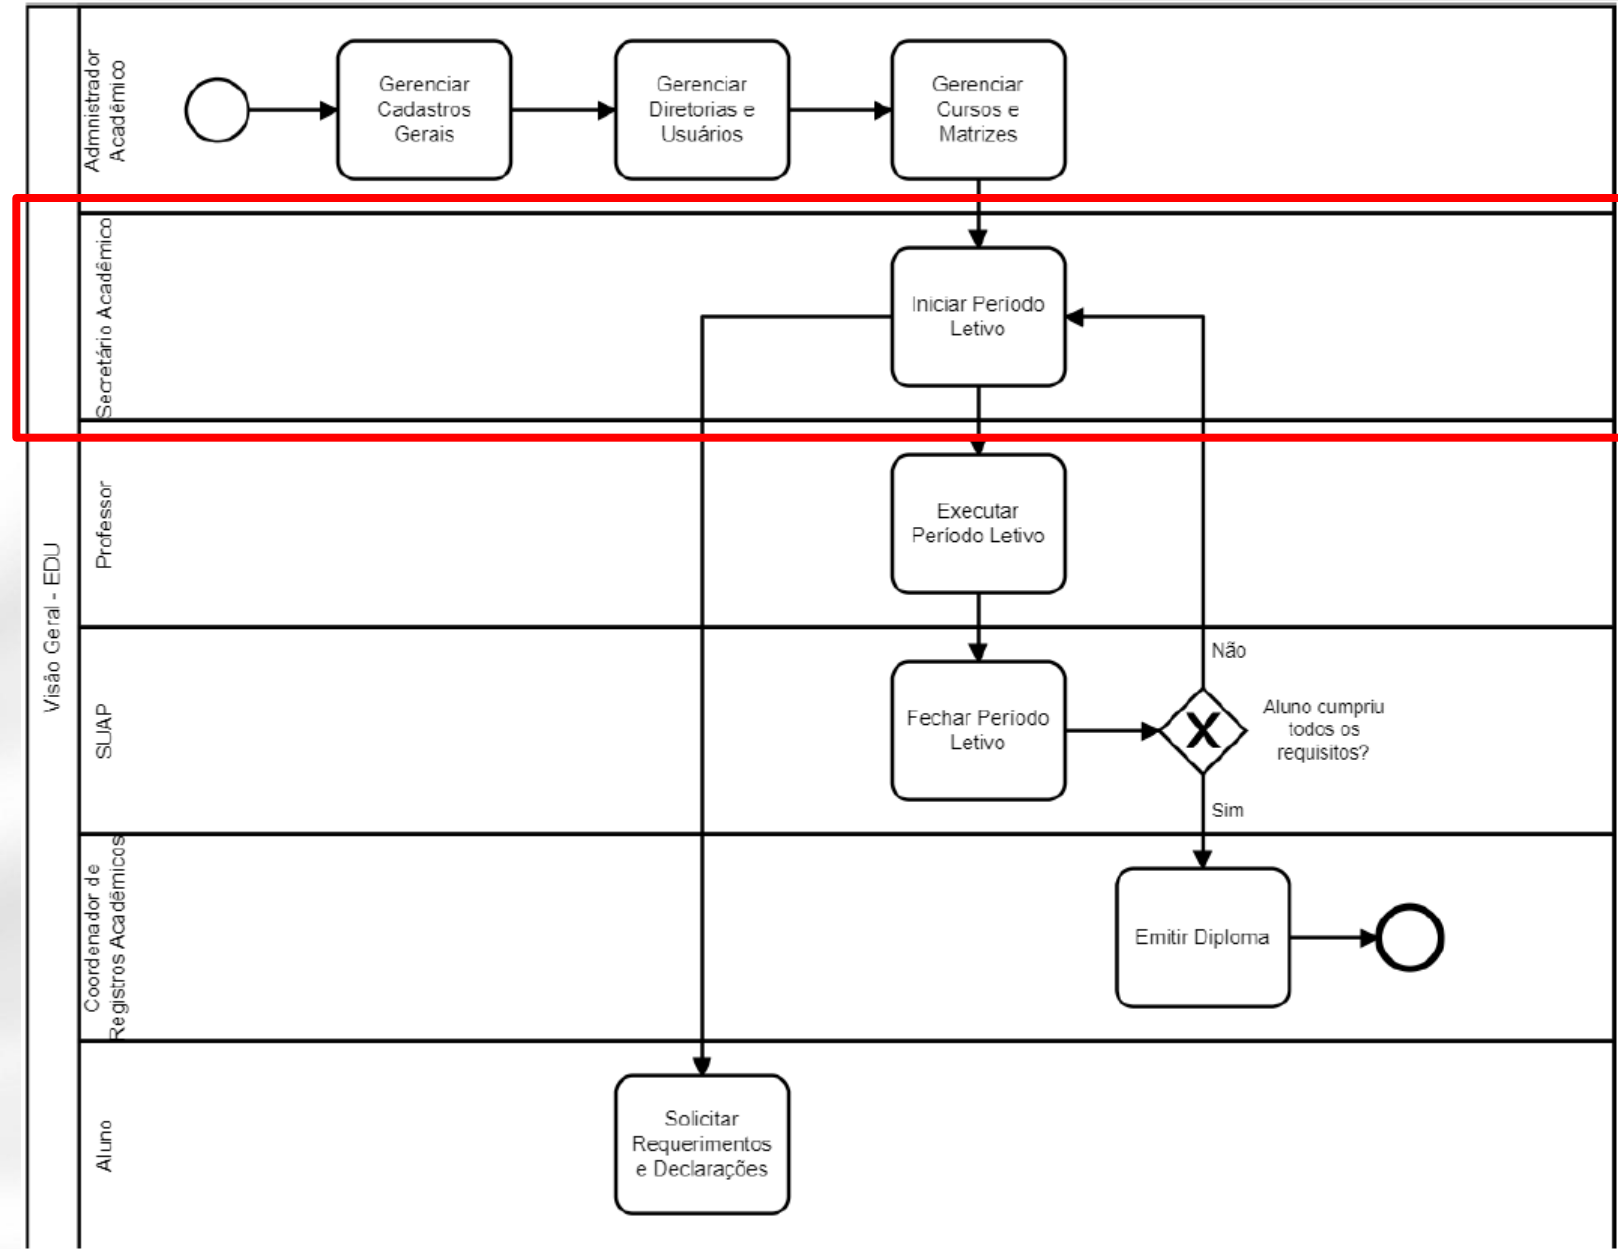 Visão Geral - EDU
Admnistrador
Acadêmico
Gerenciar
Cadastros
Gerais
Gerenciar
Diretorias e
Usuários
Gerenciar
Cursos e
Matrizes
Secretário Acadêmico
Iniciar Período
Letivo
Professor
Executar
Período Letivo
SUAP
Fechar Período
Letivo
Não
X
Aluno cumpriu
todos os
requisitos?
Sim
Coordenador de
Registros Acadêmicos
Emitir Diploma
Aluno
Solicitar
Requerimentos
e Declarações